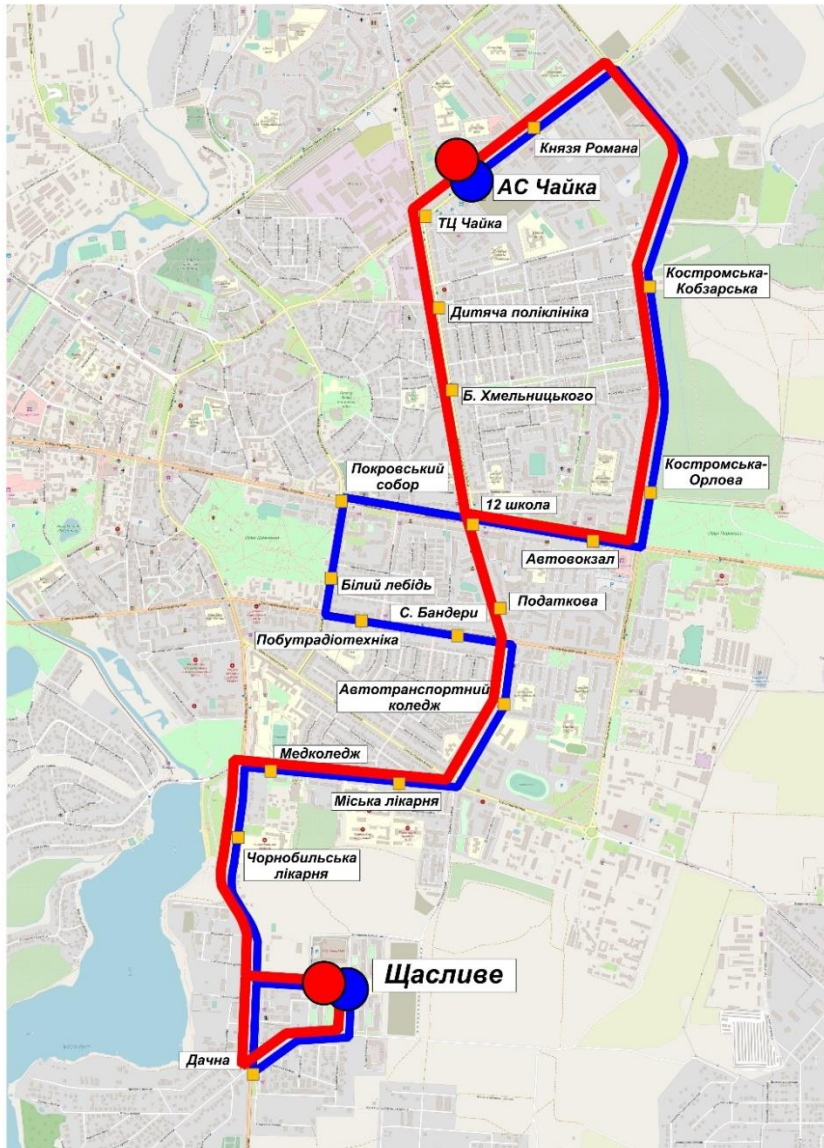 Князя Романа
АС Чайка
ТЦ Чайка
Костромська-
Кобзарська
Дитяча поліклініка
Б. Хмельницького
Покровський
собор
Костромська-
Орлова
12 школа
Автовокзал
Білий лебідь
С. Бандери
Податкова
Побутрадіотехніка
Автотранспортний
коледж
Медколедж
Міська лікарня
Чорнобильська
лікарня
Щасливе
Дачна